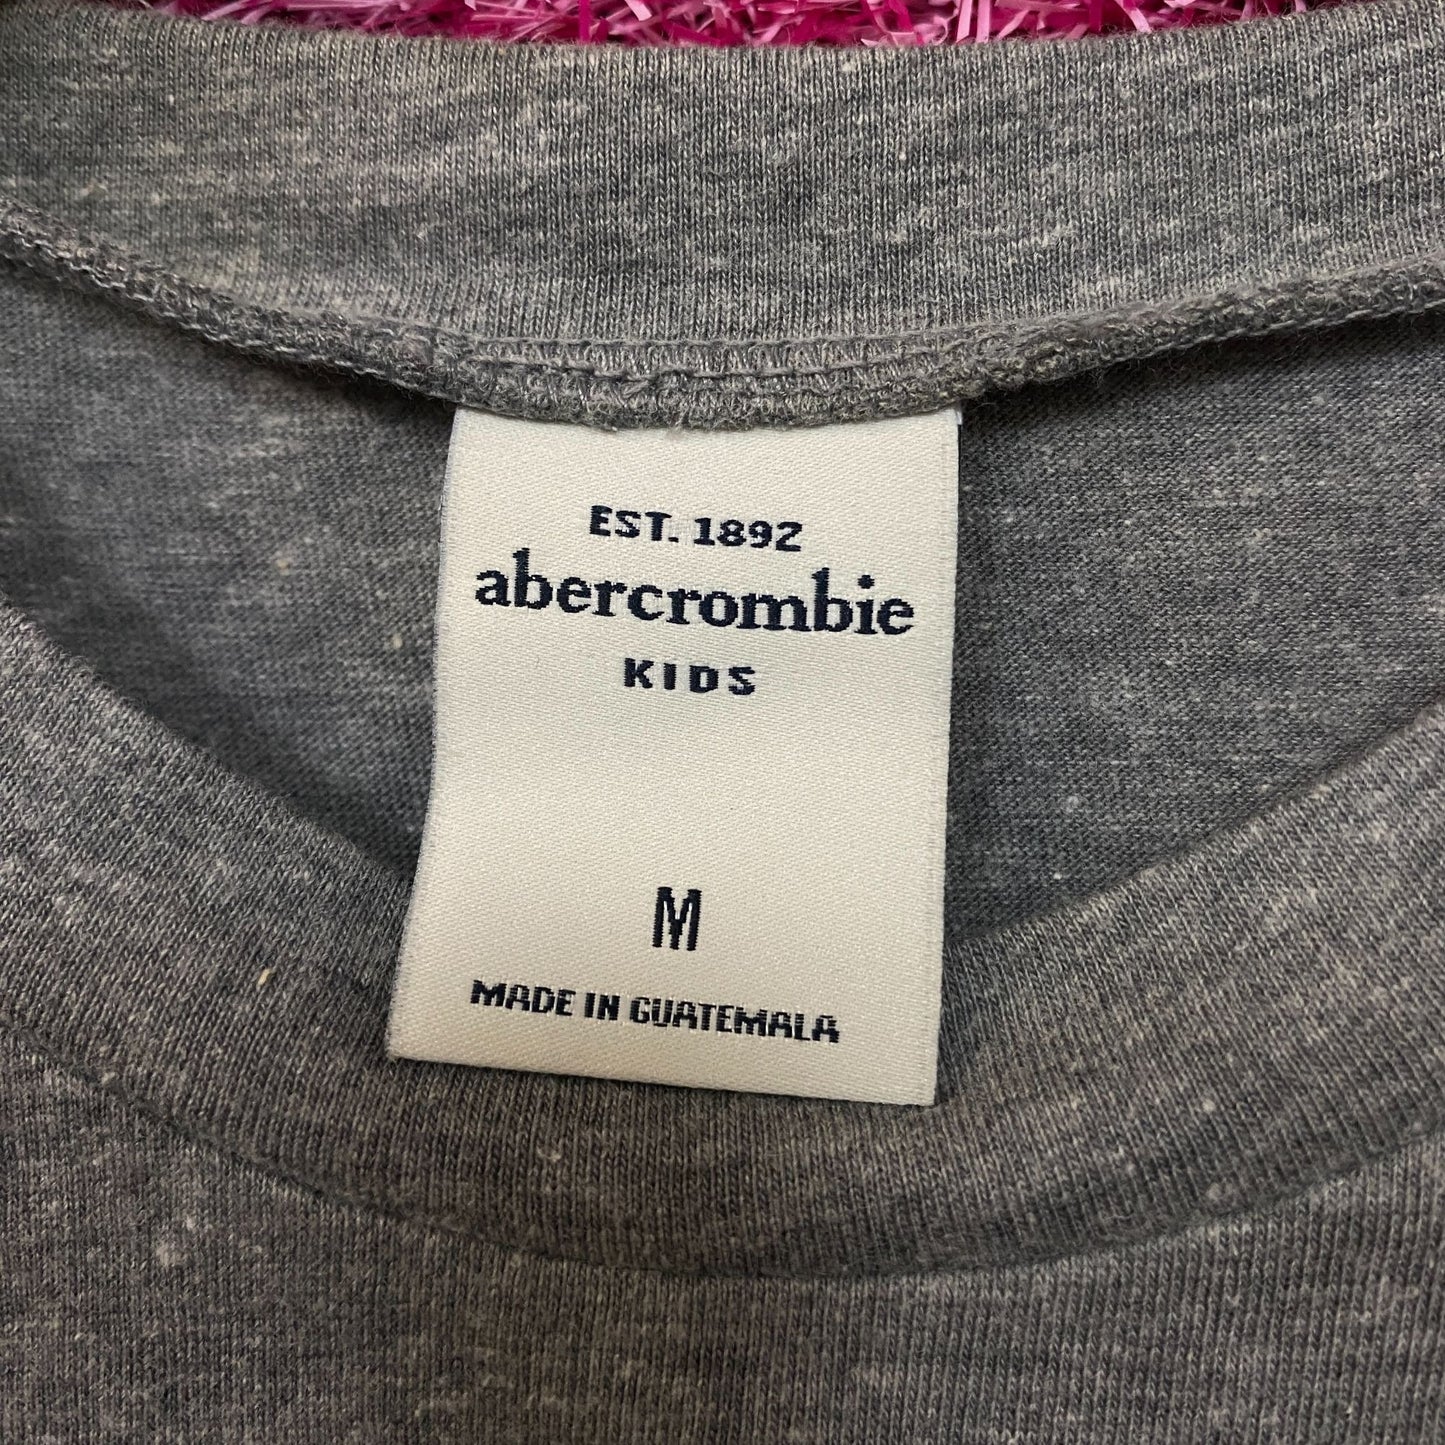 EST. 1892
abercrombie
KIDS
M
MADE IN GUATEMALA